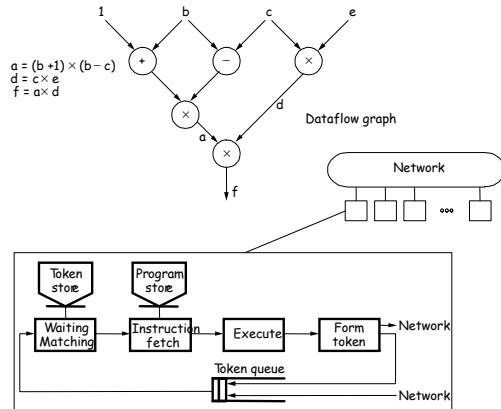 1 b c e
+ − ×
a = (b +1) × (b − c)
d = c × e
f = a × d
×
d
a
Dataflow graph
×
f
Network
Token store
Program store
Waiting Matching
Instruction fetch
Execute
Form token
Network
Token queue
Network